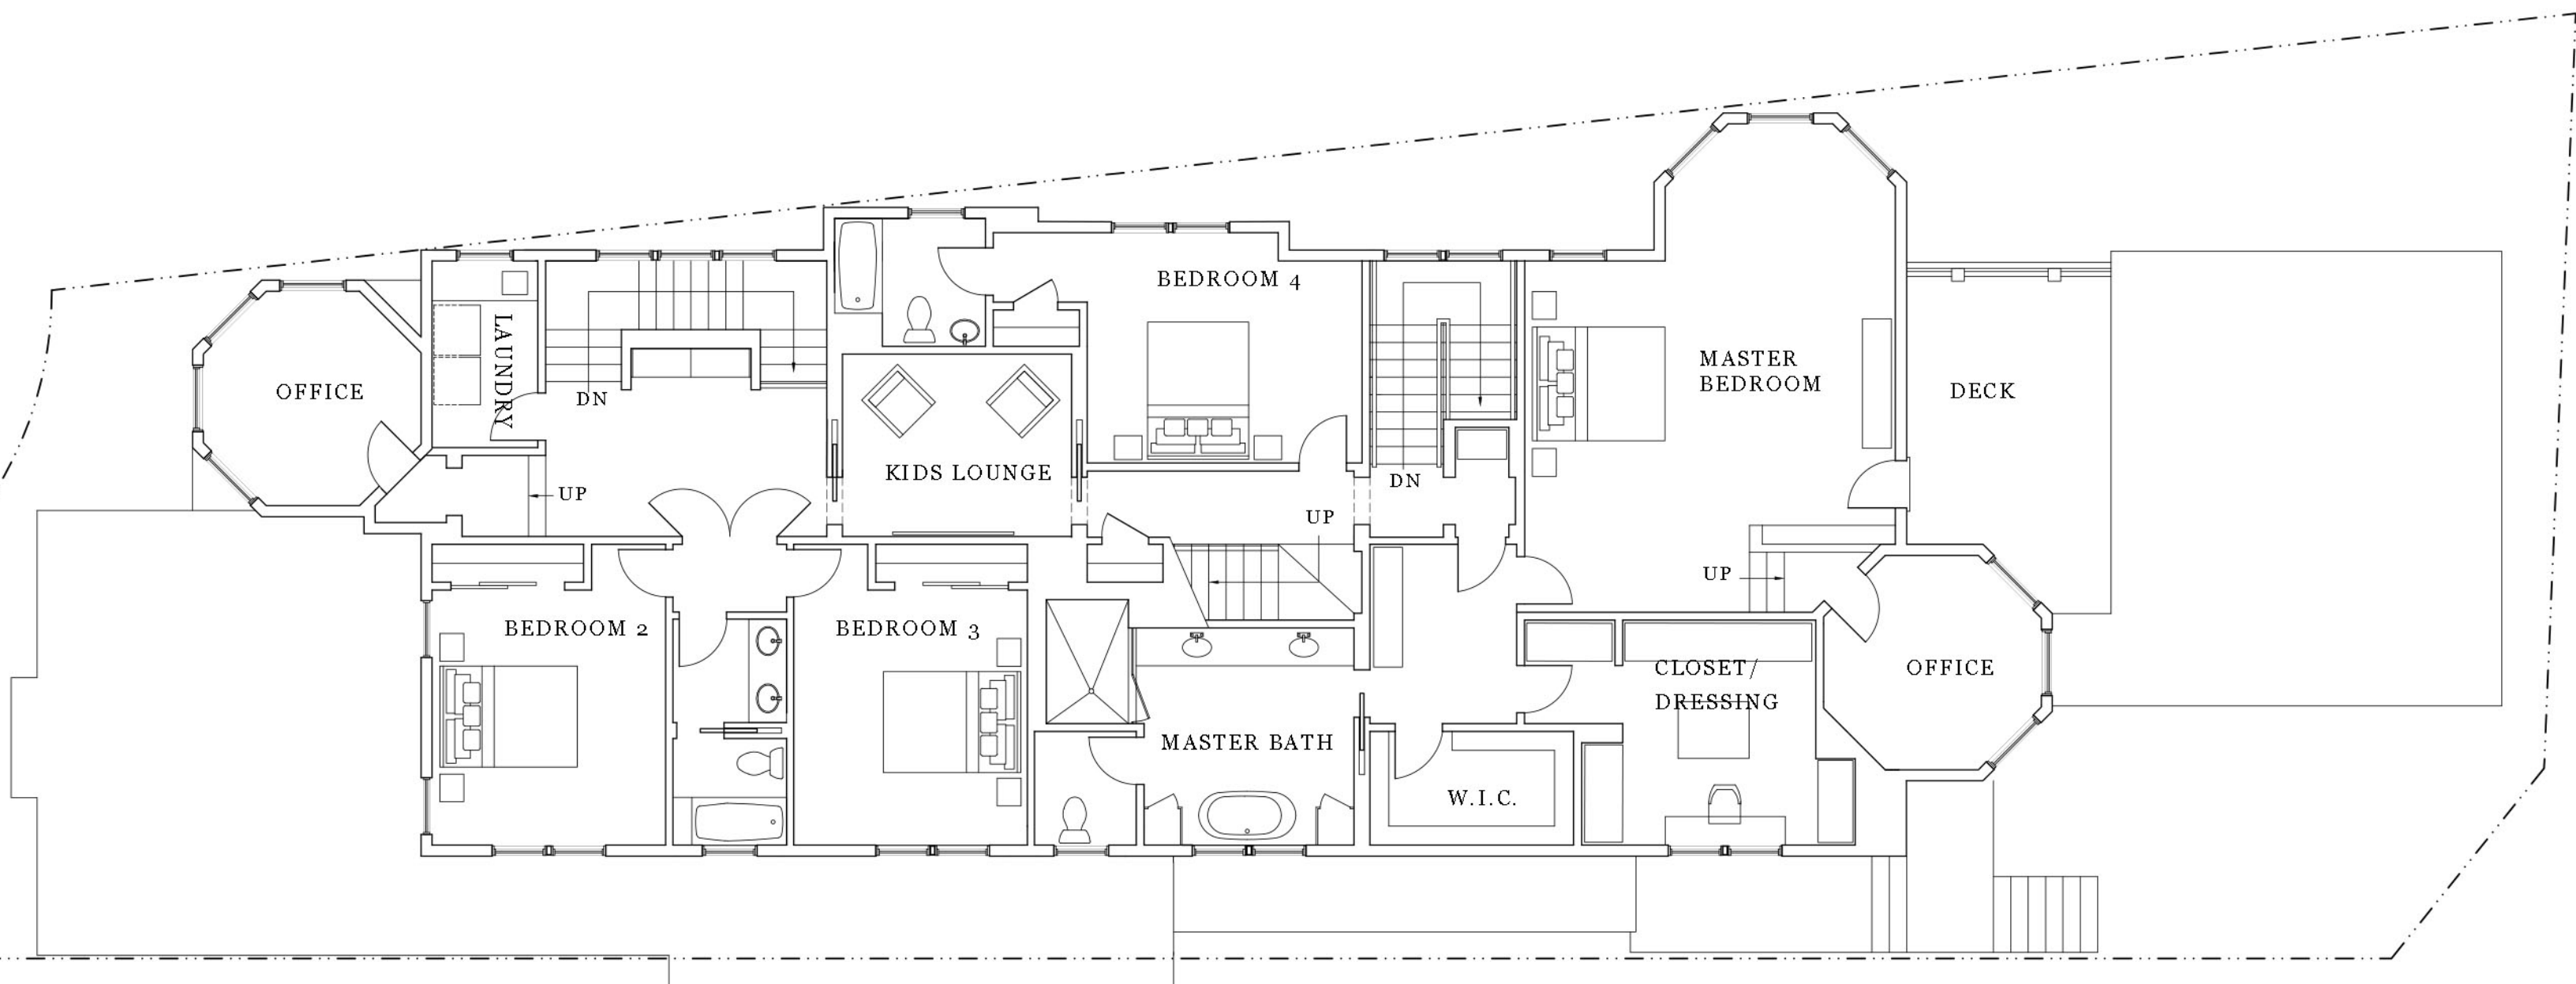 BEDROOM 4
LAUNDRY
MASTER
BEDROOM
OFFICE
DN
DECK
KIDS LOUNGE
DN
UP
UP
UP
BEDROOM 2
BEDROOM 3
CLOSET/
DRESSING
OFFICE
MASTER BATH
W.I.C.